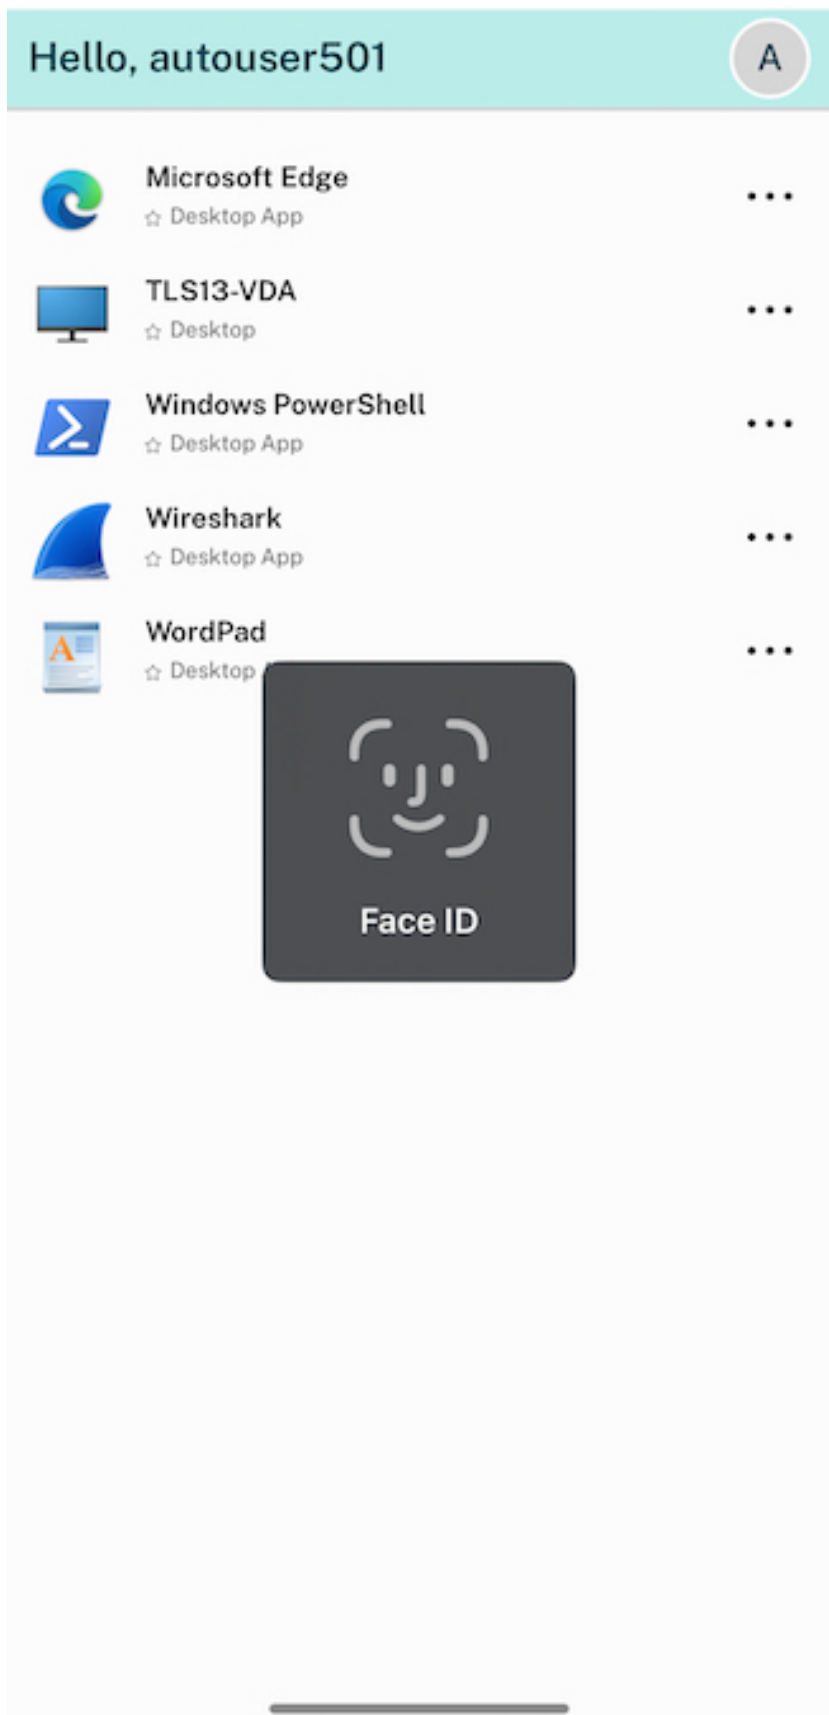 Hello, autouser501
A
Microsoft Edge
Desktop App
TLS13-VDA
Desktop
Windows PowerShell
Desktop App
Wireshark
Desktop App
WordPad
Desktop
Face ID